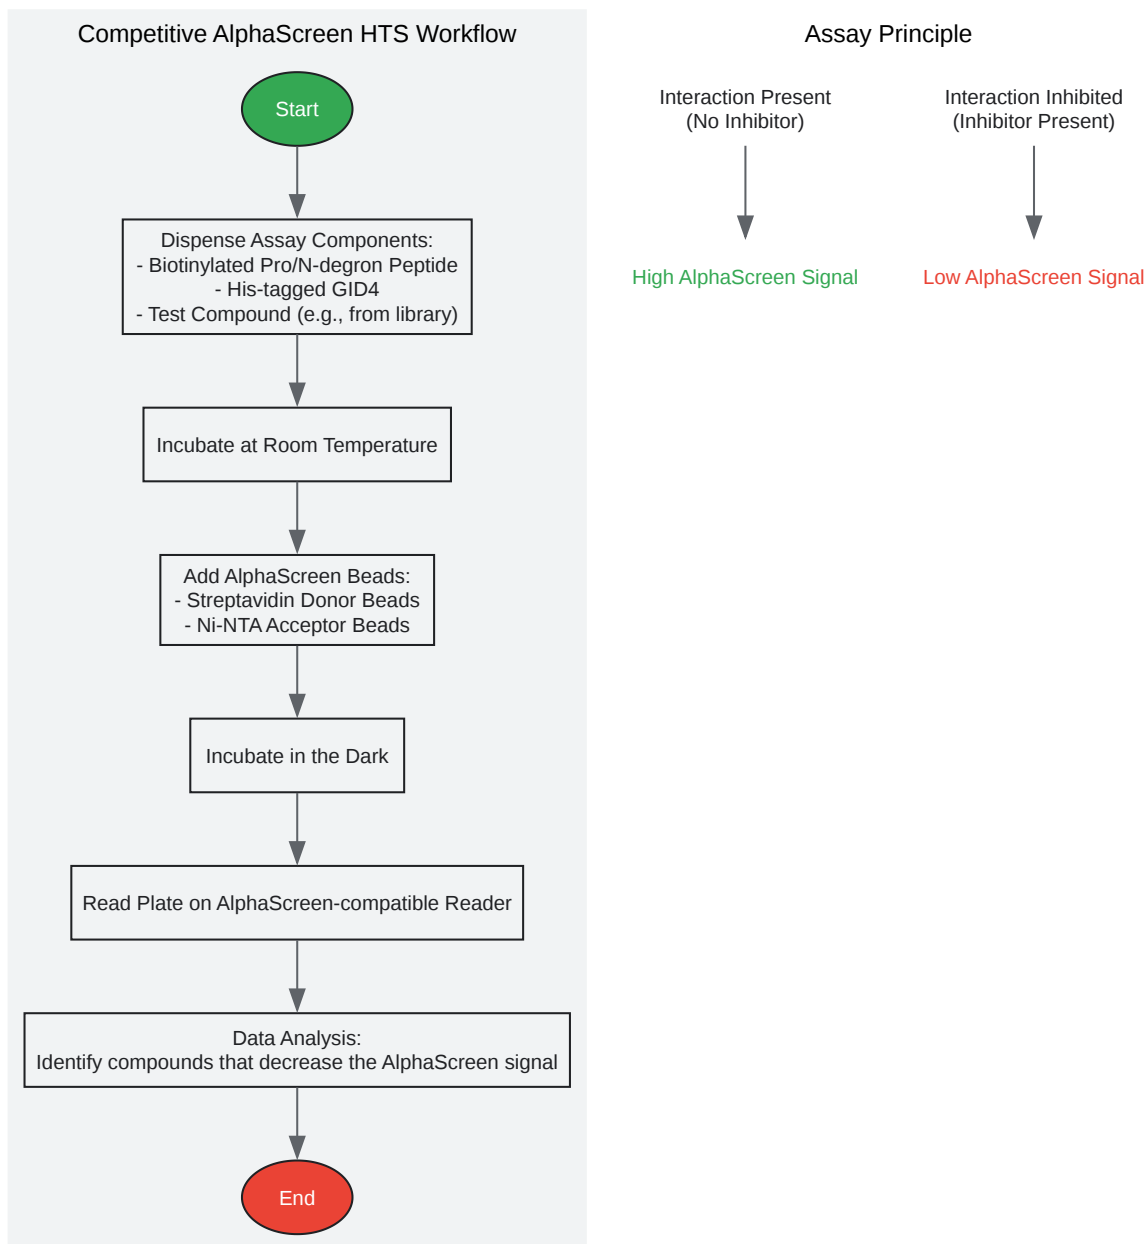 Competitive AlphaScreen HTS Workflow
Start
Dispense Assay Components:
- Biotinylated Pro/N-degron Peptide
- His-tagged GID4
- Test Compound (e.g., from library)
Incubate at Room Temperature
Add AlphaScreen Beads:
- Streptavidin Donor Beads
- Ni-NTA Acceptor Beads
Incubate in the Dark
Read Plate on AlphaScreen-compatible Reader
Data Analysis:
Identify compounds that decrease the AlphaScreen signal
End
Assay Principle
Interaction Present
(No Inhibitor)
High AlphaScreen Signal
Interaction Inhibited
(Inhibitor Present)
Low AlphaScreen Signal